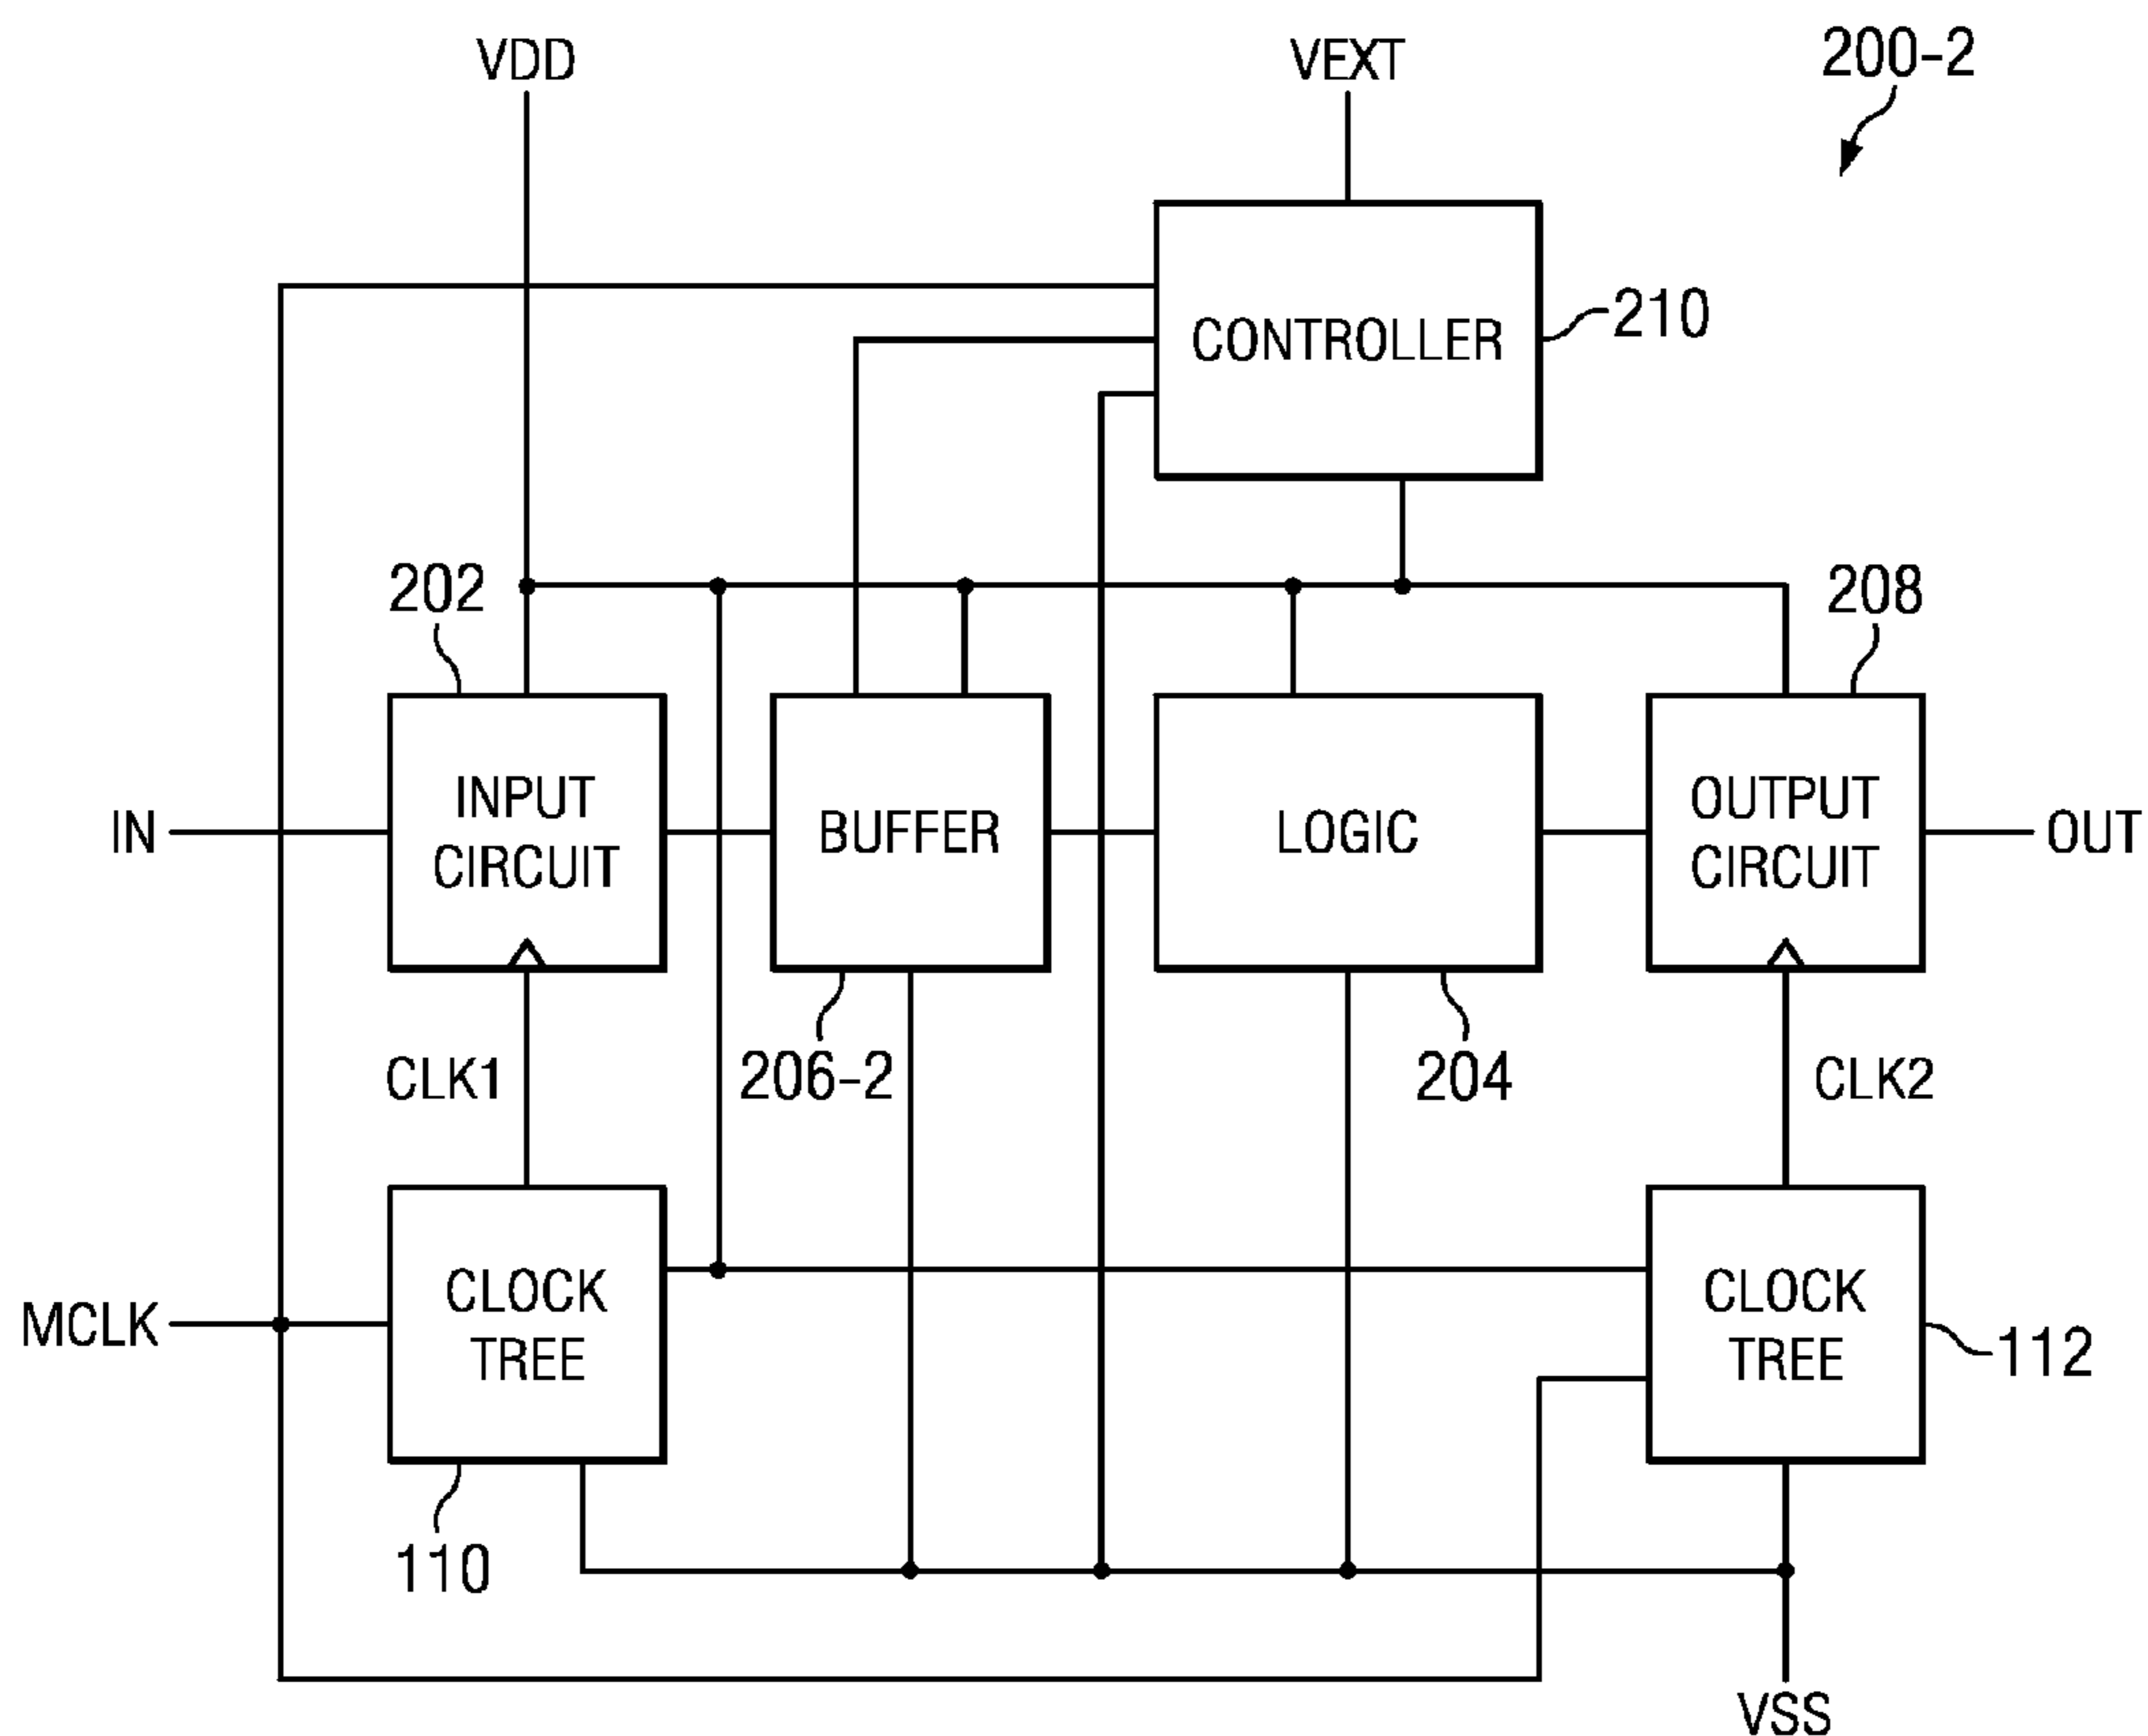 VDD
VEXT
200-2
CONTROLLER
210
202
208
IN
INPUT
CIRCUIT
BUFFER
LOGIC
OUTPUT
CIRCUIT
OUT
CLK1
206-2
204
CLK2
MCLK
CLOCK
TREE
CLOCK
TREE
112
110
VSS